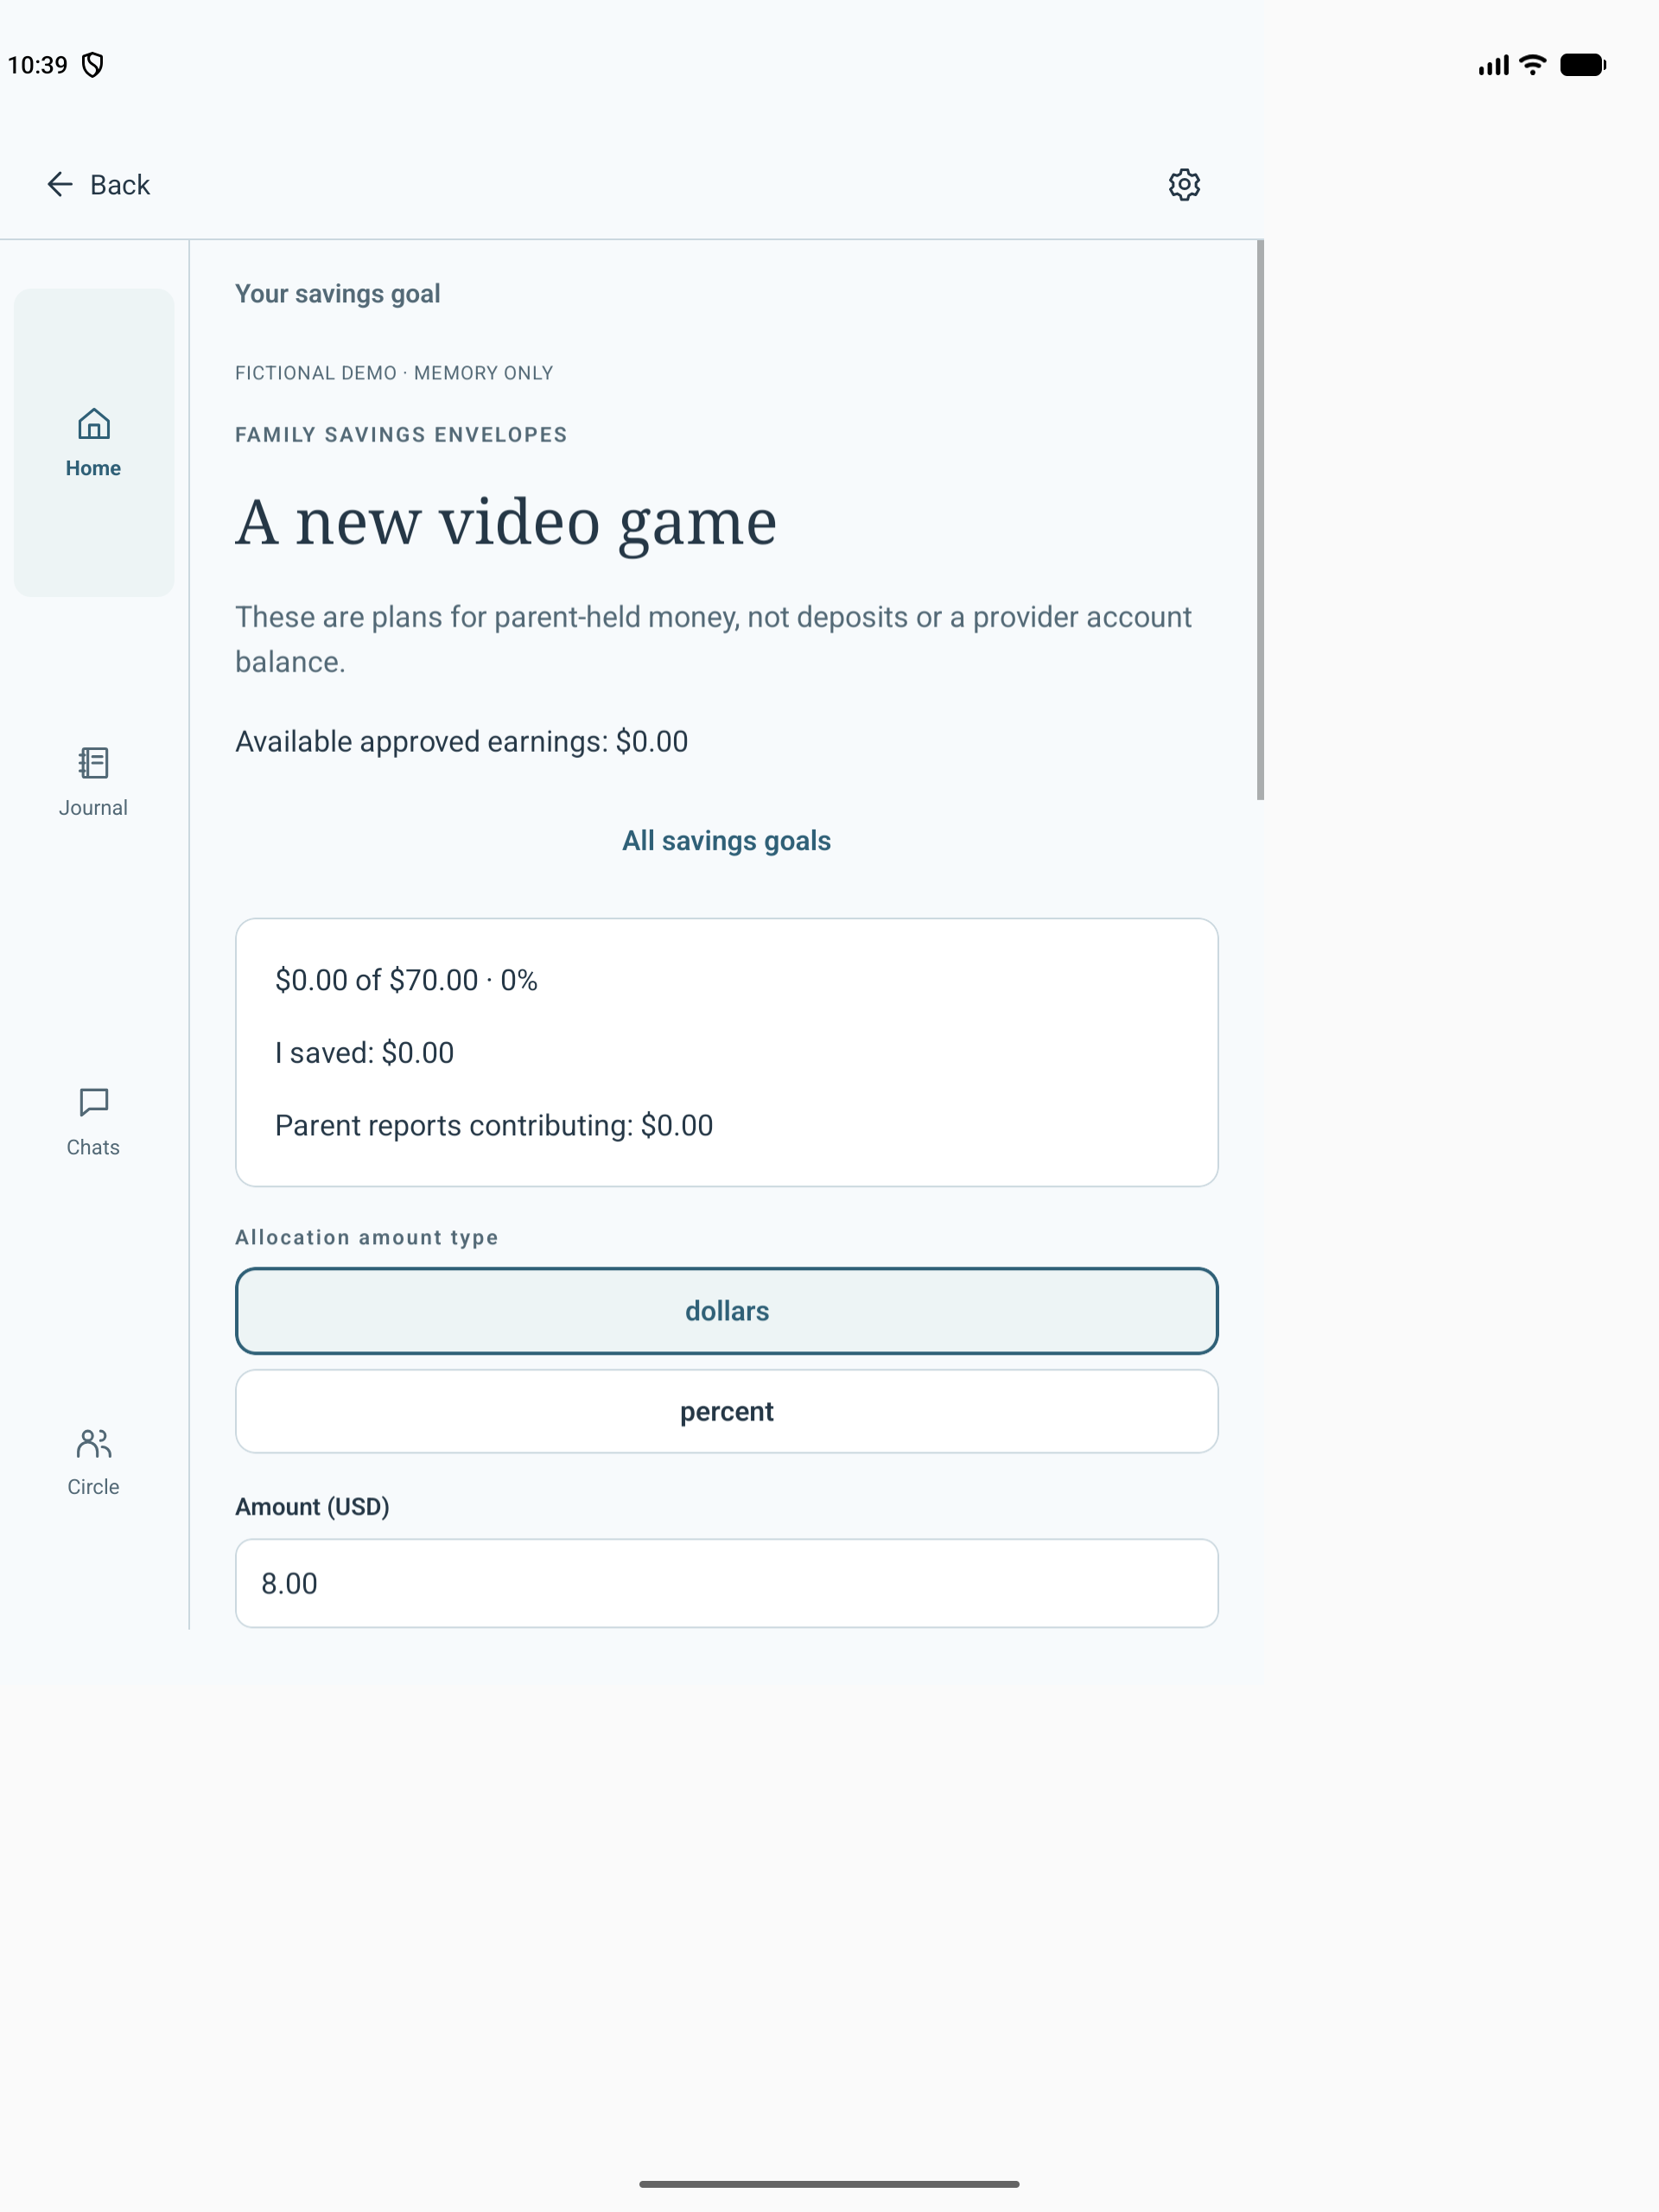 10:39
Back
Home
Journal
Chats
Circle
Your savings goal
FICTIONAL DEMO · MEMORY ONLY
FAMILY SAVINGS ENVELOPES
A new video game
These are plans for parent-held money, not deposits or a provider account
balance.
Available approved earnings: $0.00
All savings goals
$0.00 of $70.00 · 0%
I saved: $0.00
Parent reports contributing: $0.00
Allocation amount type
dollars
percent
Amount (USD)
8.00